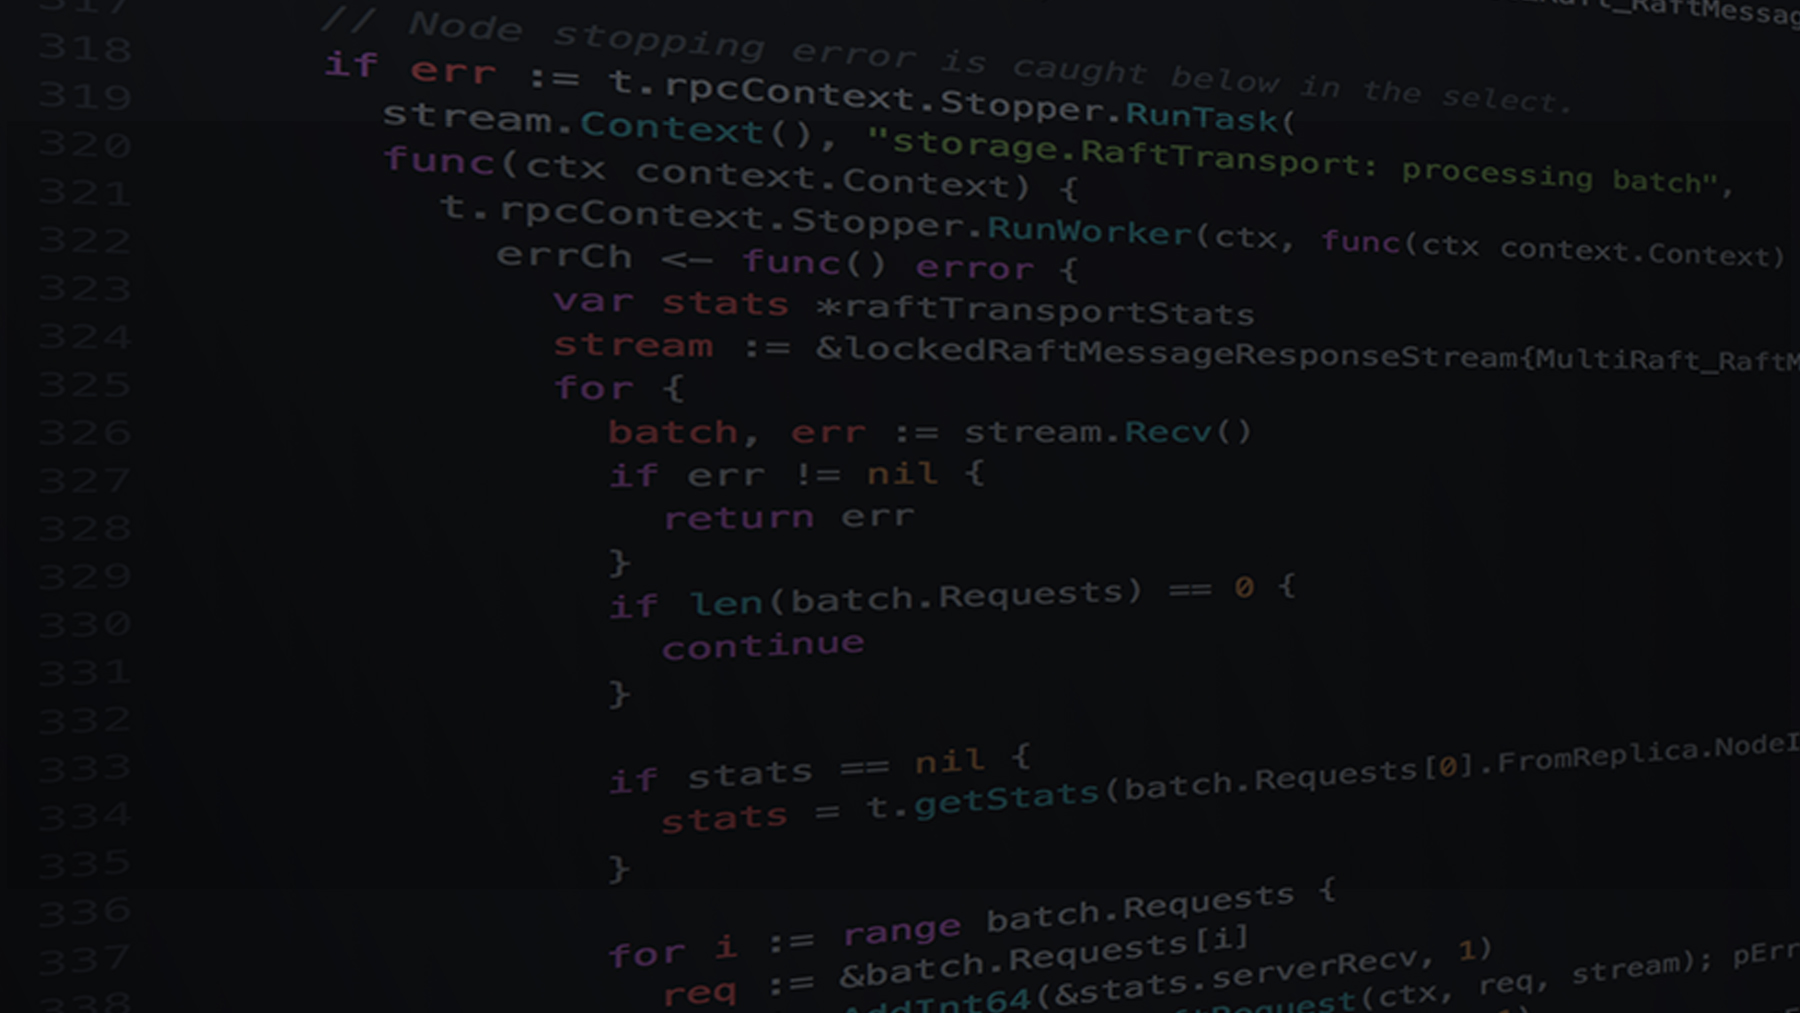 _RaftMessag
317 // Node stopping error is caught below in the select.
318 if err := t.rpcContext.Stopper.RunTask(
319 stream.Context(), "storage.RaftTransport: processing batch",
320 func(ctx context.Context) {
321 t.rpcContext.Stopper.RunWorker(ctx, func(ctx context.Context)
322 errCh <- func() error {
323 var stats *raftTransportStats
324 stream := &lockedRaftMessageResponseStream{MultiRaft_RaftM
325 for {
326 batch, err := stream.Recv()
327 if err != nil {
328 return err
329 }
330 if len(batch.Requests) == 0 {
331 continue
332 }
333 if stats == nil {
334 stats = t.getStats(batch.Requests[0].FromReplica.NodeI
335 }
336 for i := range batch.Requests {
337 req := &batch.Requests[i]
338 AddInt64(&stats.serverRecv, 1)
Request(ctx, req, stream); pErr